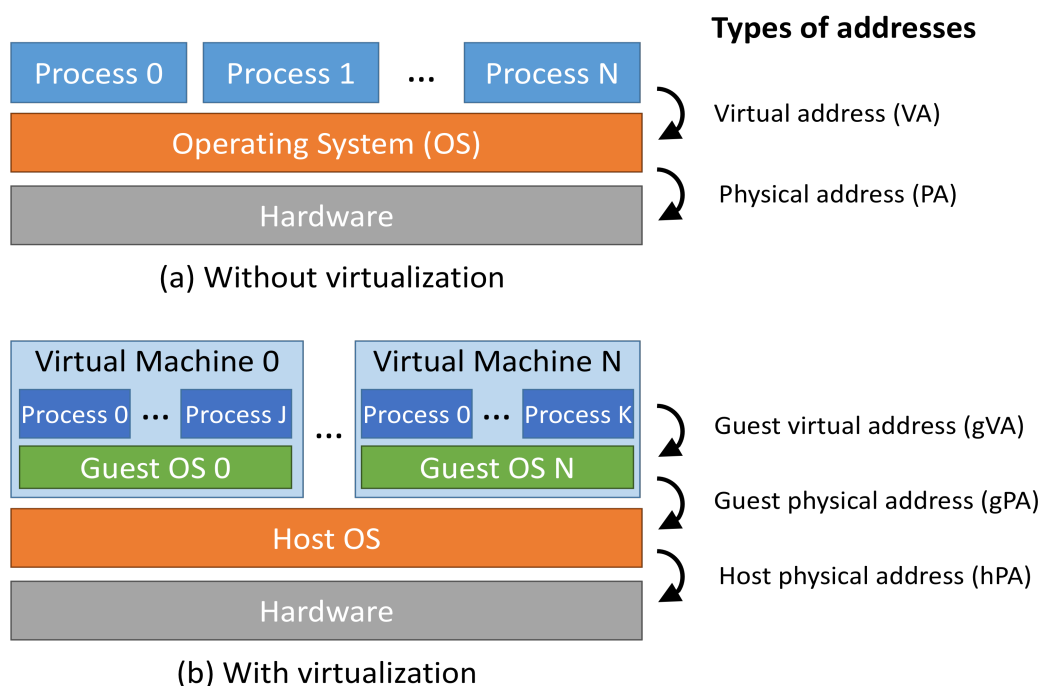 Types of addresses
Process 0 Process 1 ... Process N
Virtual address (VA)
Operating System (OS)
Physical address (PA)
Hardware
(a) Without virtualization
Virtual Machine 0 Virtual Machine N
Process 0 ... Process J ... Process 0 ... Process K
Guest virtual address (gVA)
Guest OS 0 Guest OS N
Guest physical address (gPA)
Host OS
Host physical address (hPA)
Hardware
(b) With virtualization